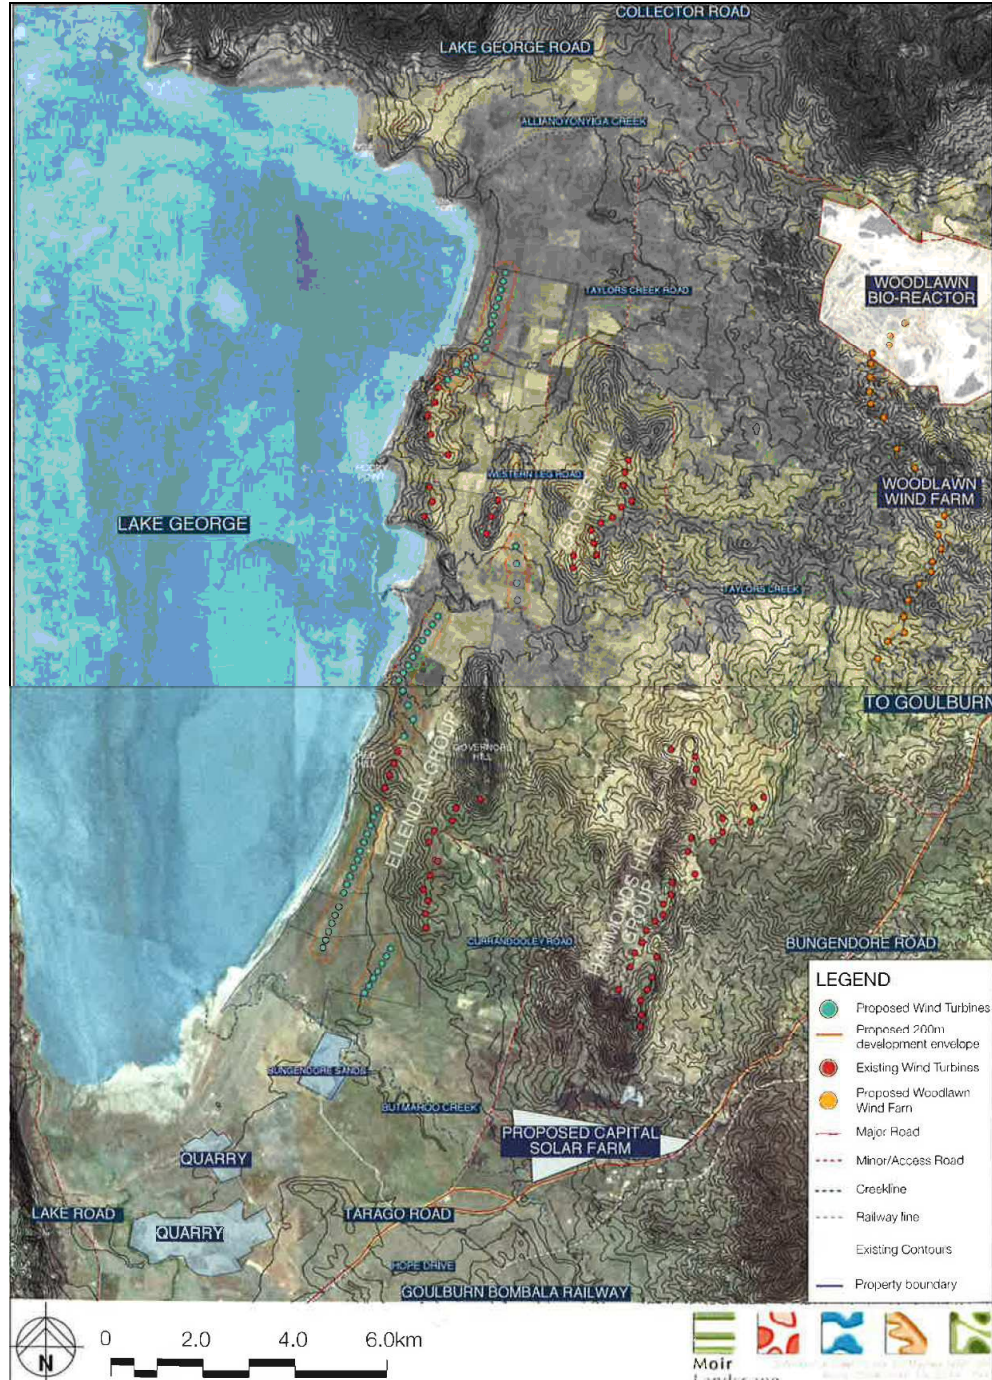 COLLECTOR ROAD
LAKE GEORGE ROAD
ALLIANOYONYIGA CREEK
WOODLAWN
BIO-REACTOR
TAYLORS CREEK ROAD
WESTERN LEG ROAD
GROSES HILL
WOODLAWN
WIND FARM
LAKE GEORGE
TAYLORS CREEK
TO GOULBURN
GOVERNORS
HILL
ELLENDEN GROUP
HAMMONDS HILL
GROUP
CURRANDOOLEY ROAD
BUNGENDORE ROAD
BUNGENDORE SANDS
BUTMAROO CREEK
PROPOSED CAPITAL
SOLAR FARM
QUARRY
LAKE ROAD
QUARRY
TARAGO ROAD
HOPE DRIVE
GOULBURN BOMBALA RAILWAY
LEGEND
Proposed Wind Turbines
Proposed 200m
development envelope
Existing Wind Turbines
Proposed Woodlawn
Wind Farn
Major Road
Minor/Access Road
Creekline
Railway line
Existing Contours
Property boundary
N
0 2.0 4.0 6.0km
Moir
Landscape